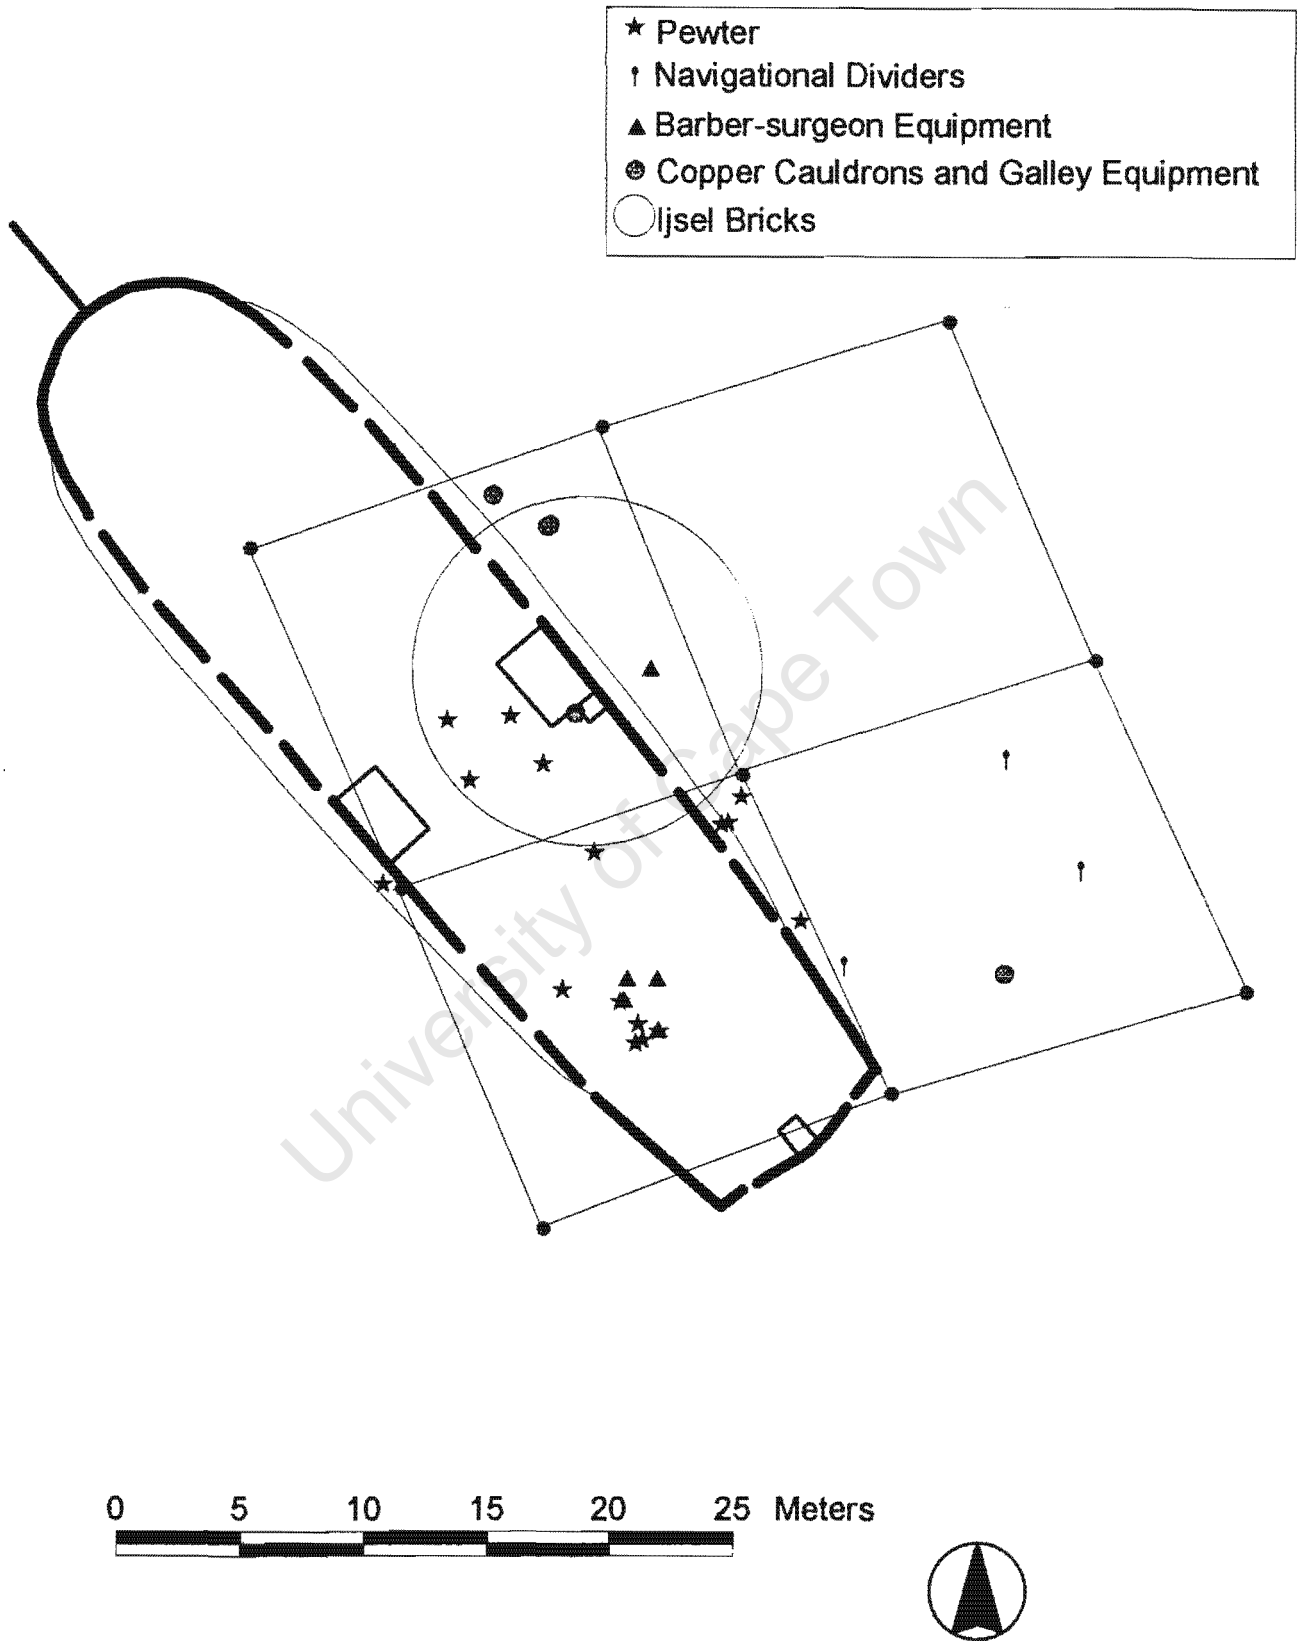 Pewter
Navigational Dividers
Barber-surgeon Equipment
Copper Cauldrons and Galley Equipment
Ijsel Bricks
University of Cape Town
0 5 10 15 20 25 Meters